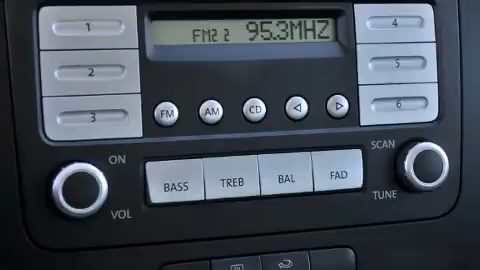 1
2
3
FM2 2 95.3MHZ
4
5
6
FM AM CD
ON
VOL
BASS TREB BAL FAD
SCAN
TUNE